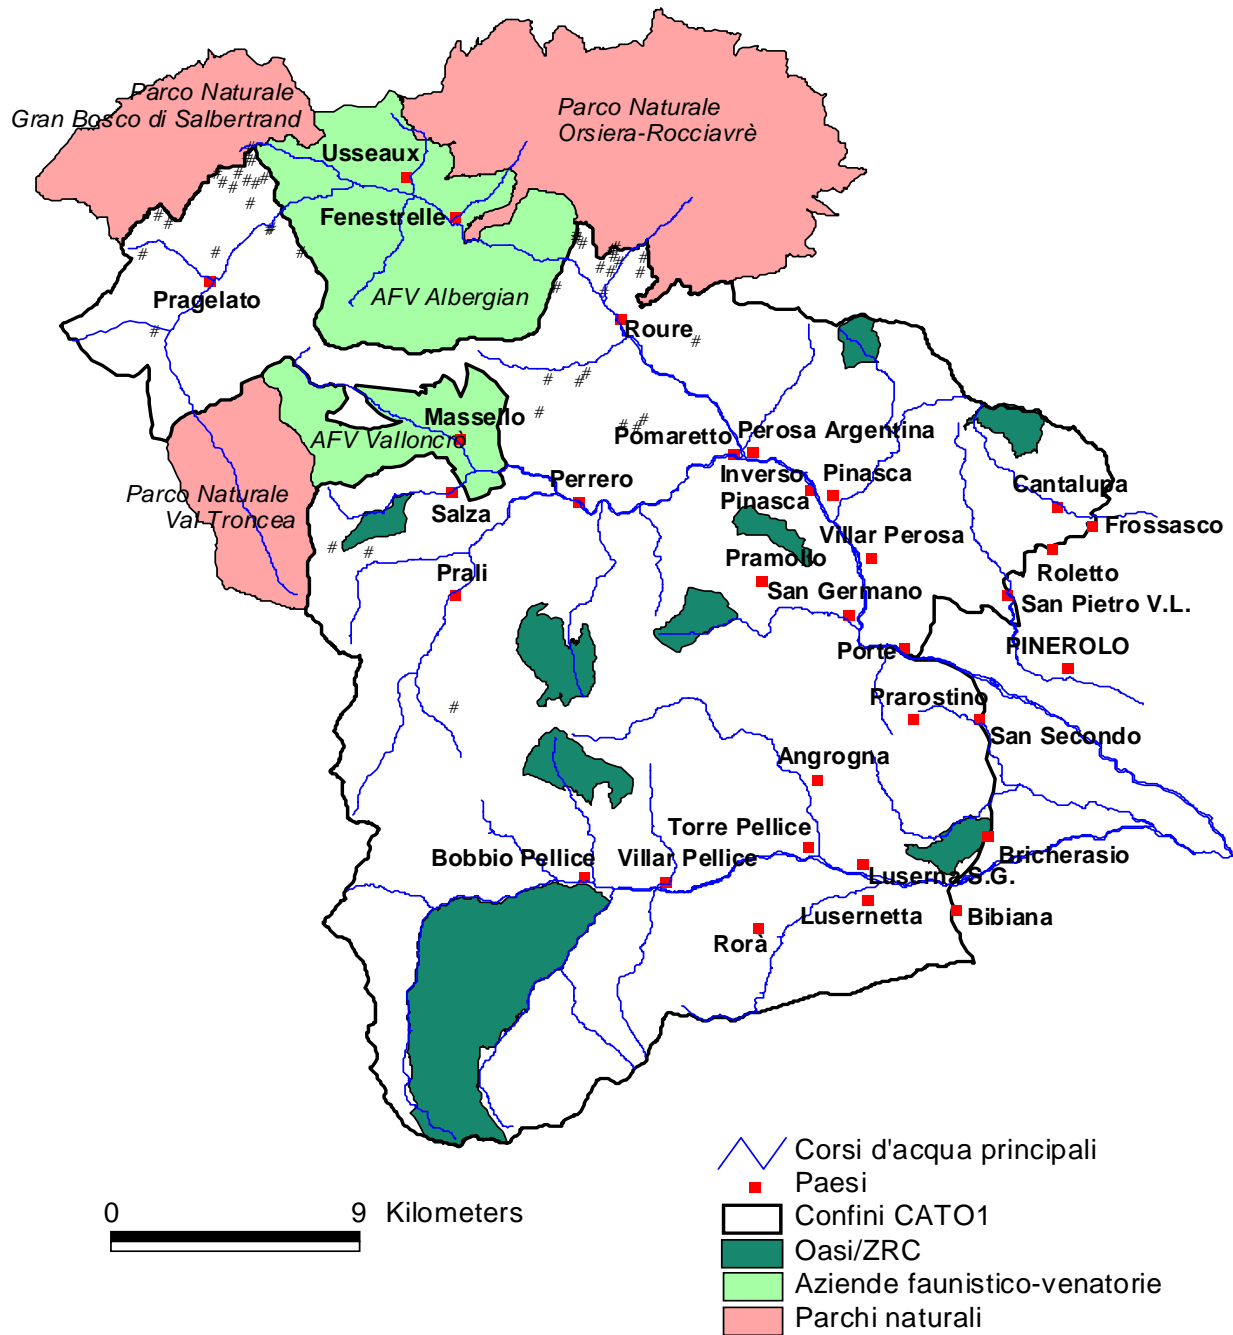 Parco Naturale
Gran Bosco di Salbertrand
Parco Naturale
Orsiera-Rocciavrè
Usseaux
Fenestrelle
Pragelato
AFV Albergian
Roure
Massello
AFV Valloncrò
Pomaretto
Perosa Argentina
Inverso
Pinasca
Pinasca
Cantalupa
Perrero
Parco Naturale
Val Troncea
Salza
Frossasco
Villar Perosa
Pramollo
Prali
San Germano
Roletto
San Pietro V.L.
Porte
PINEROLO
Prarostino
San Secondo
Angrogna
Torre Pellice
Bobbio Pellice
Villar Pellice
Bricherasio
Luserna S.G.
Lusernetta
Bibiana
Rorà
Corsi d'acqua principali
Paesi
Confini CATO1
Oasi/ZRC
Aziende faunistico-venatorie
Parchi naturali
0 9 Kilometers